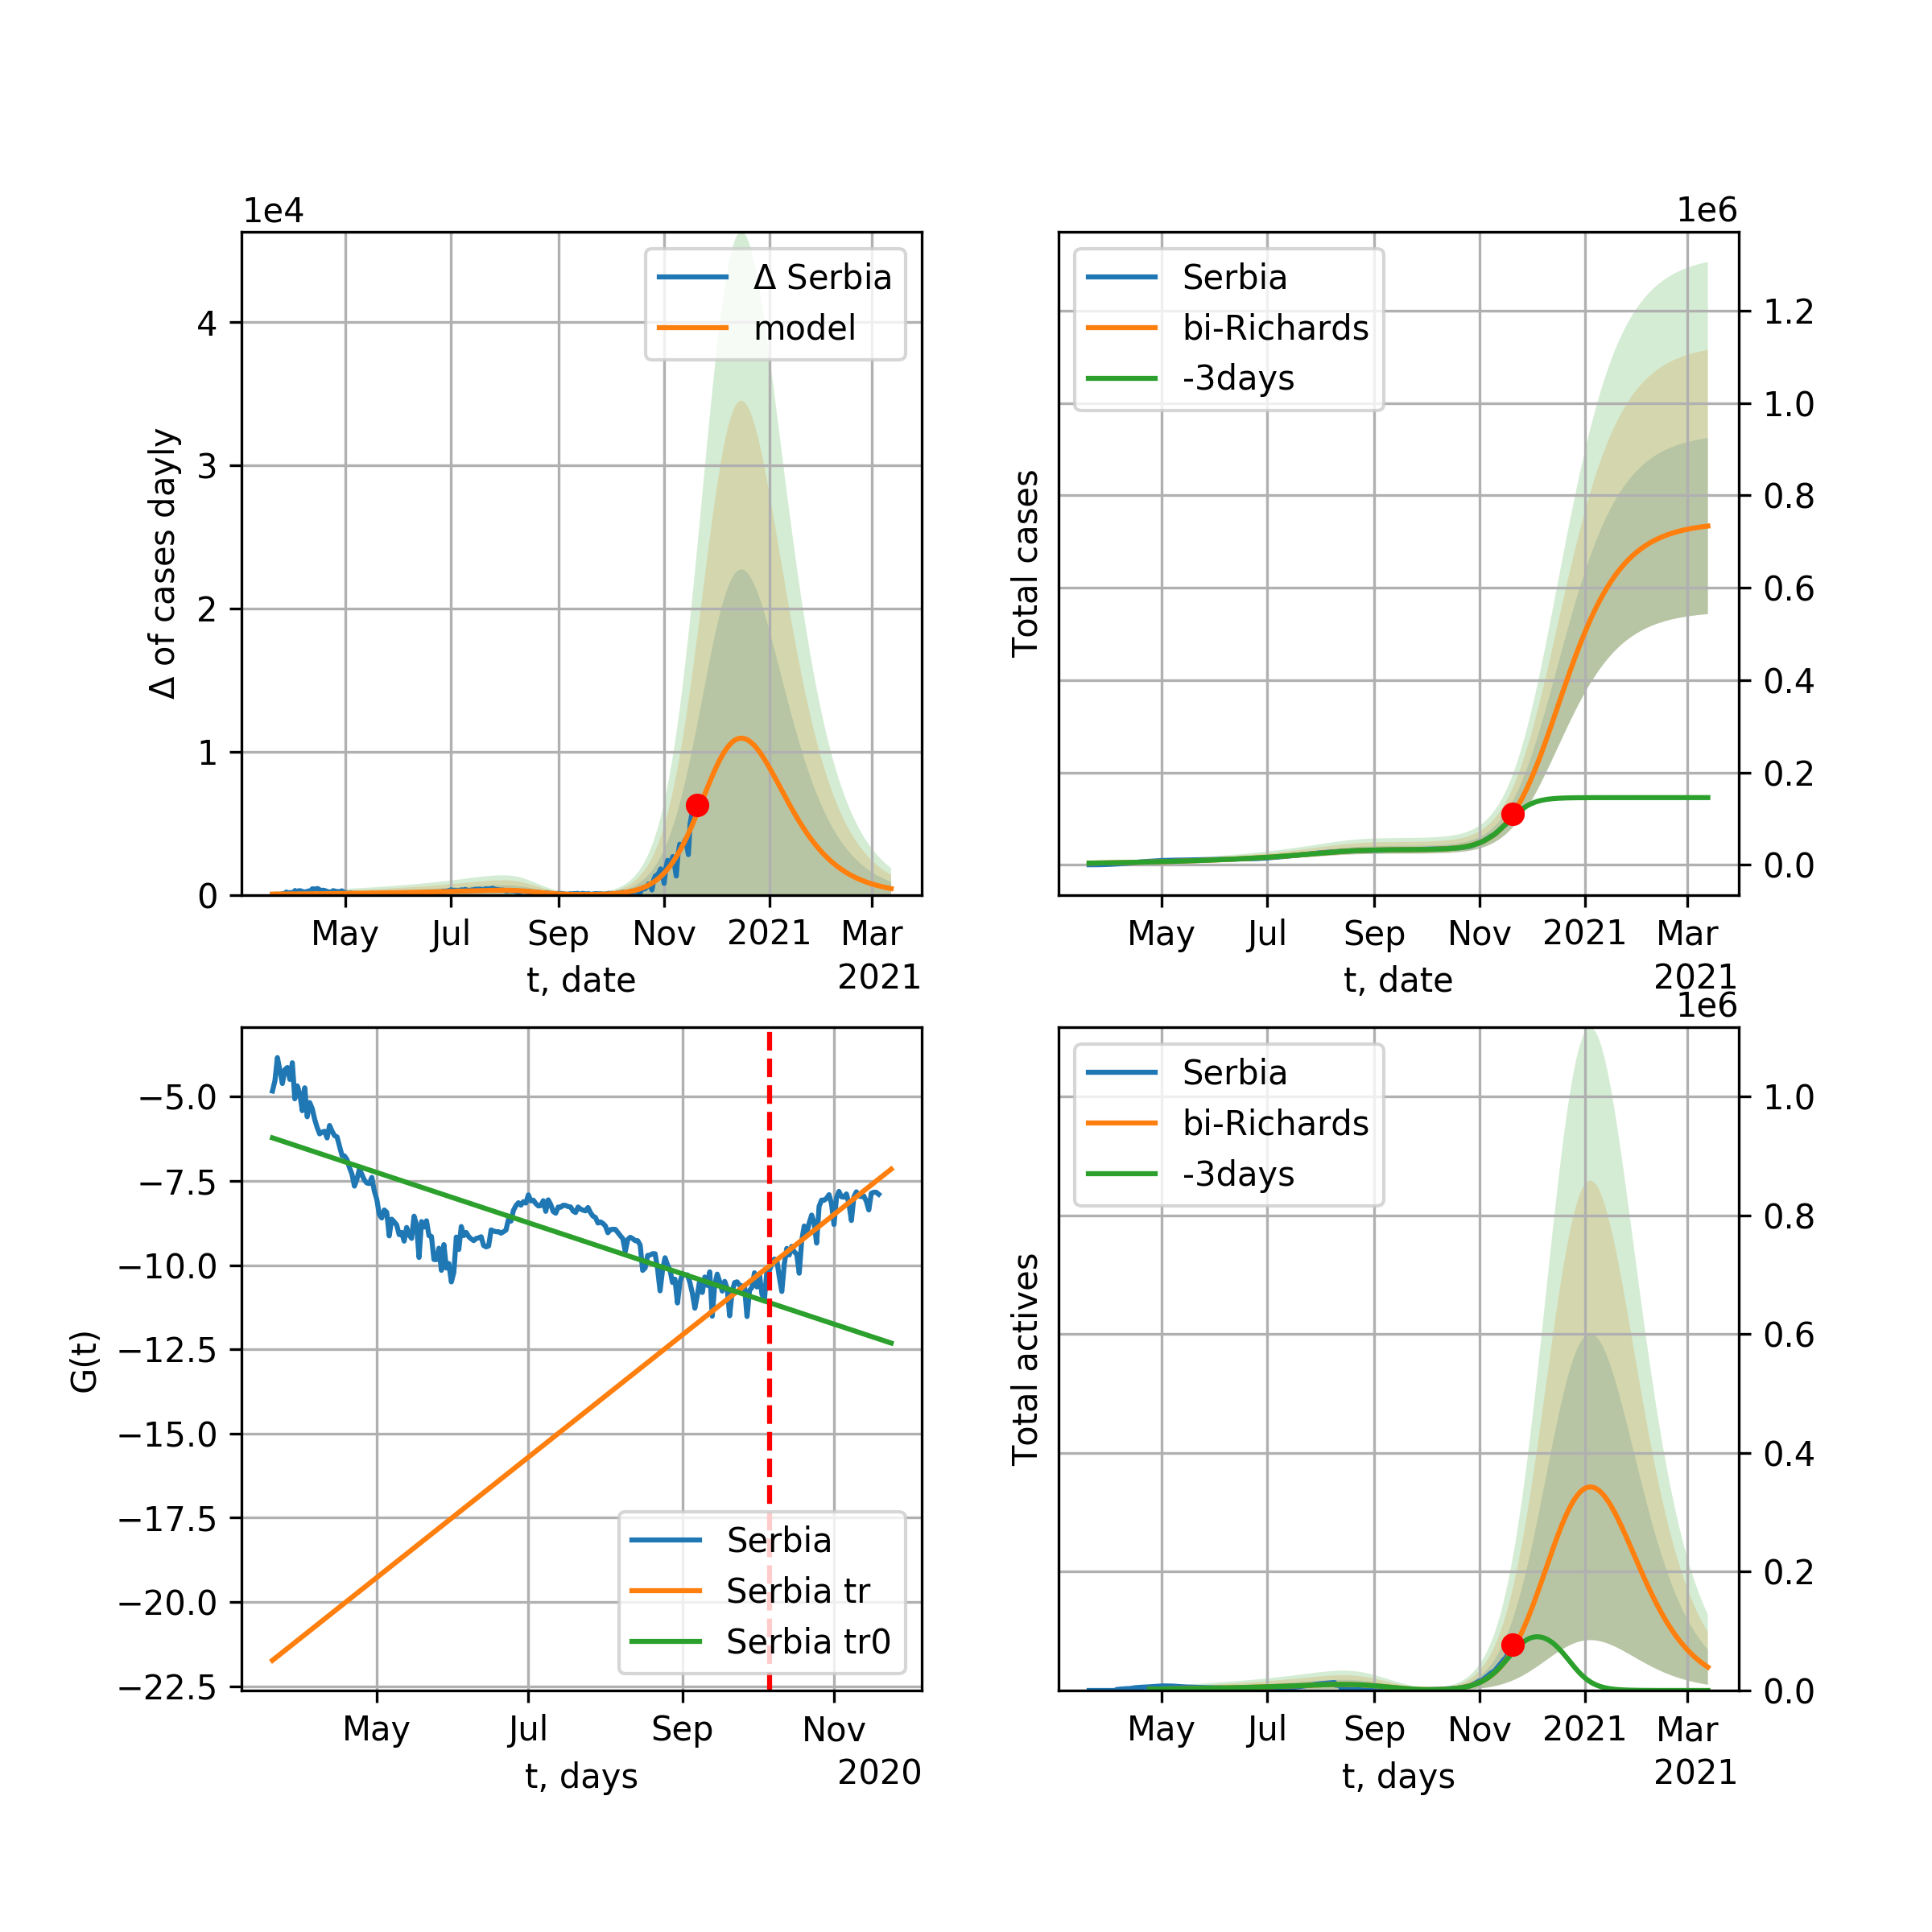 1e4
Δ of cases dayly
4
3
2
1
0
Δ Serbia
model
May Jul Sep Nov 2021 Mar
t, date 2021
1e6
Total cases
Serbia
bi-Richards
-3days
1.2
1.0
0.8
0.6
0.4
0.2
0.0
May Jul Sep Nov 2021 Mar
t, date 2021
G(t)
−5.0
−7.5
−10.0
−12.5
−15.0
−17.5
−20.0
−22.5
Serbia
Serbia tr
Serbia tr0
May Jul Sep Nov
t, days 2020
1e6
Total actives
Serbia
bi-Richards
-3days
1.0
0.8
0.6
0.4
0.2
0.0
May Jul Sep Nov 2021 Mar
t, days 2021